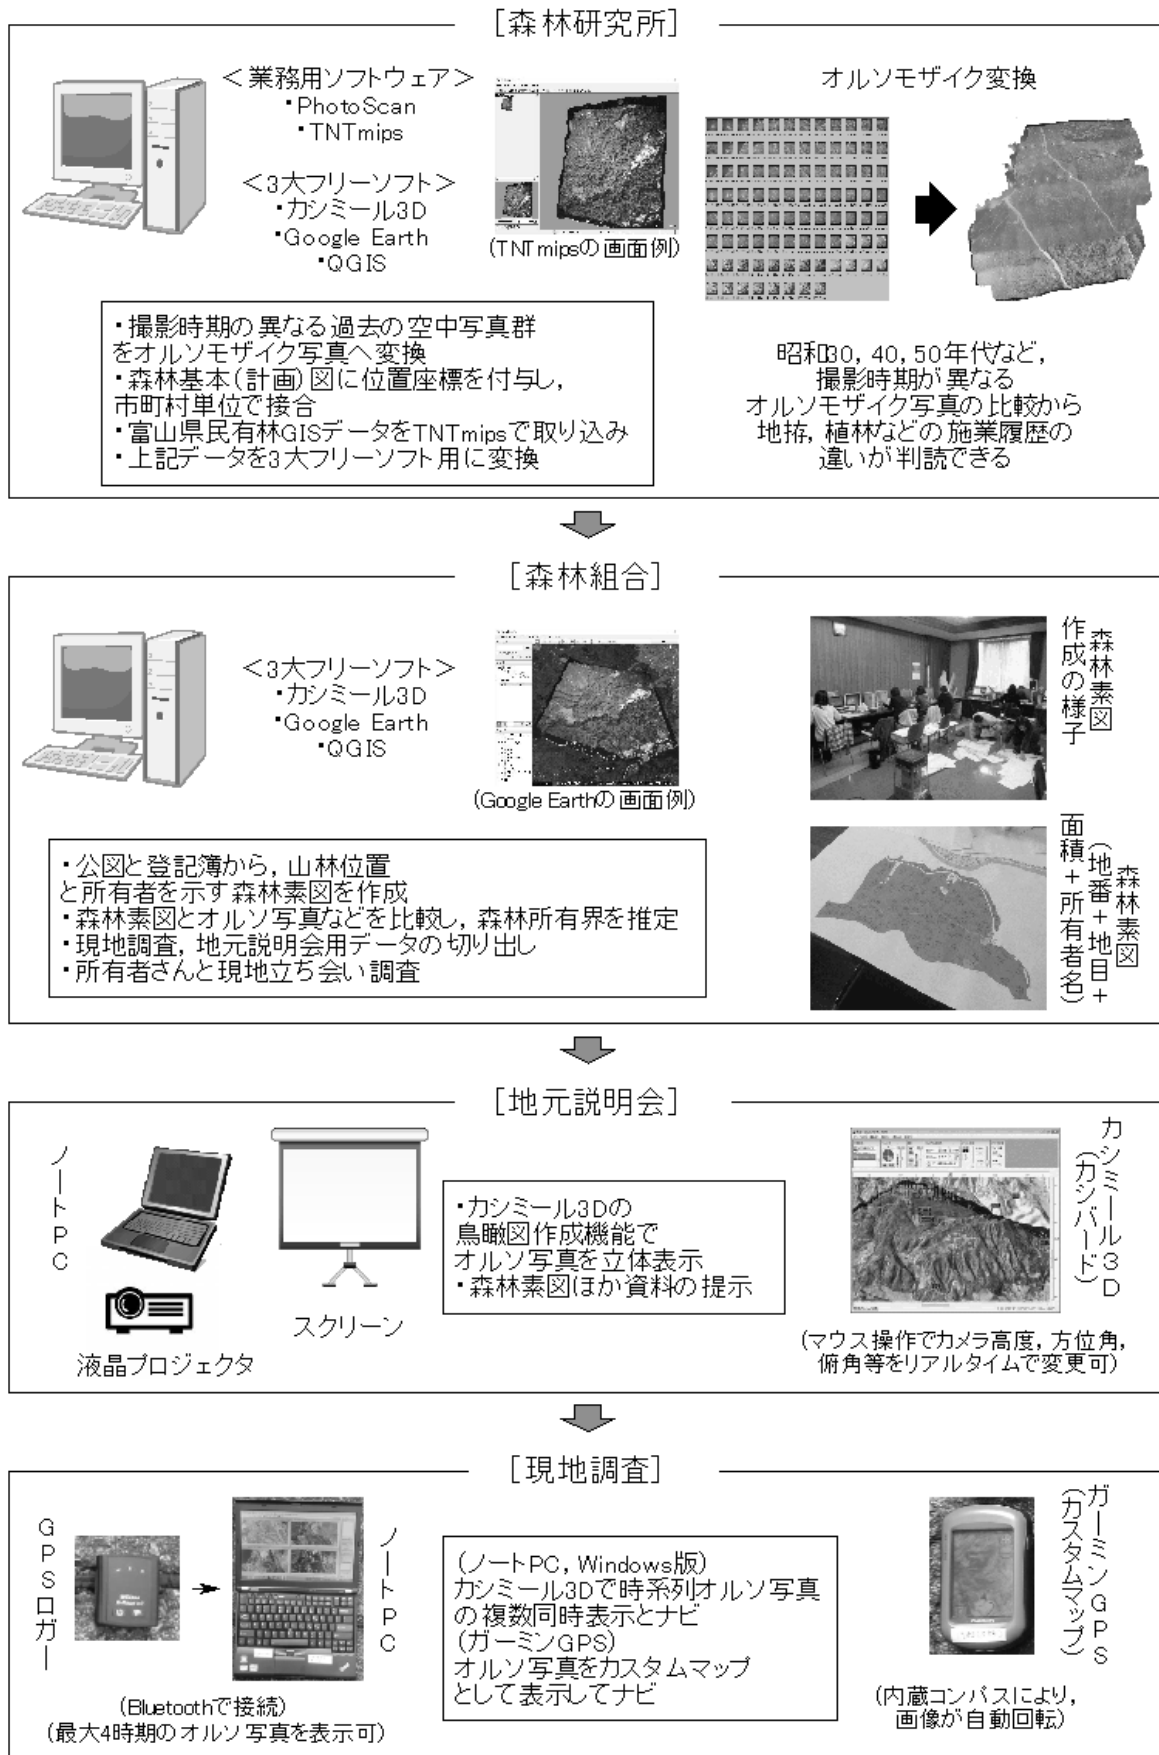 [森林研究所]
＜業務用ソフトウェア＞
・PhotoScan
・TNTmips
＜3大フリーソフト＞
・カシミール3D
・Google Earth
・QGIS
(TNTmipsの画面例)
オルソモザイク変換
・撮影時期の異なる過去の空中写真群
をオルソモザイク写真へ変換
・森林基本(計画)図に位置座標を付与し,
市町村単位で接合
・富山県民有林GISデータをTNTmipsで取り込み
・上記データを3大フリーソフト用に変換
昭和30, 40, 50年代など,
撮影時期が異なる
オルソモザイク写真の比較から
地拵, 植林などの施業履歴の
違いが判読できる
[森林組合]
＜3大フリーソフト＞
・カシミール3D
・Google Earth
・QGIS
(Google Earthの画面例)
森林素図
作成の様子
・公図と登記簿から, 山林位置
と所有者を示す森林素図を作成
・森林素図とオルソ写真などを比較し, 森林所有界を推定
・現地調査, 地元説明会用データの切り出し
・所有者さんと現地立ち会い調査
森林素図
(地番＋地目＋
面積＋所有者名)
[地元説明会]
ノートPC
液晶プロジェクタ
スクリーン
・カシミール3Dの
鳥瞰図作成機能で
オルソ写真を立体表示
・森林素図ほか資料の提示
カシミール3D
(カシバード)
(マウス操作でカメラ高度, 方位角,
俯角等をリアルタイムで変更可)
[現地調査]
GPSロガー
ノートPC
(Bluetoothで接続)
(最大4時期のオルソ写真を表示可)
(ノートPC, Windows版)
カシミール3Dで時系列オルソ写真
の複数同時表示とナビ
(ガーミンGPS)
オルソ写真をカスタムマップ
として表示してナビ
ガーミンGPS
(カスタムマップ)
(内蔵コンパスにより,
画像が自動回転)